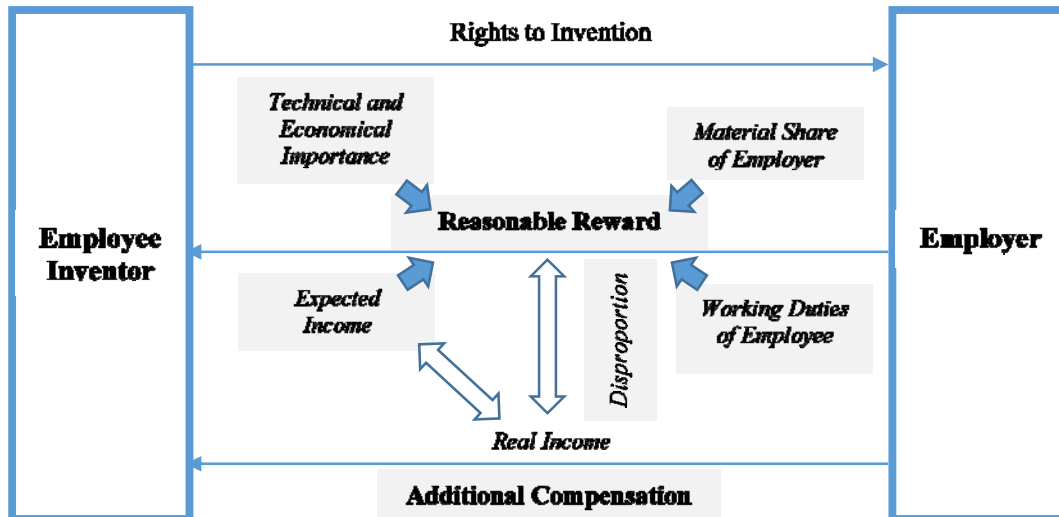 Rights to Invention
Technical and
Economical
Importance
Material Share
of Employer
Reasonable Reward
Employee
Inventor
Employer
Expected
Income
Disproportion
Working Duties
of Employee
Real Income
Additional Compensation